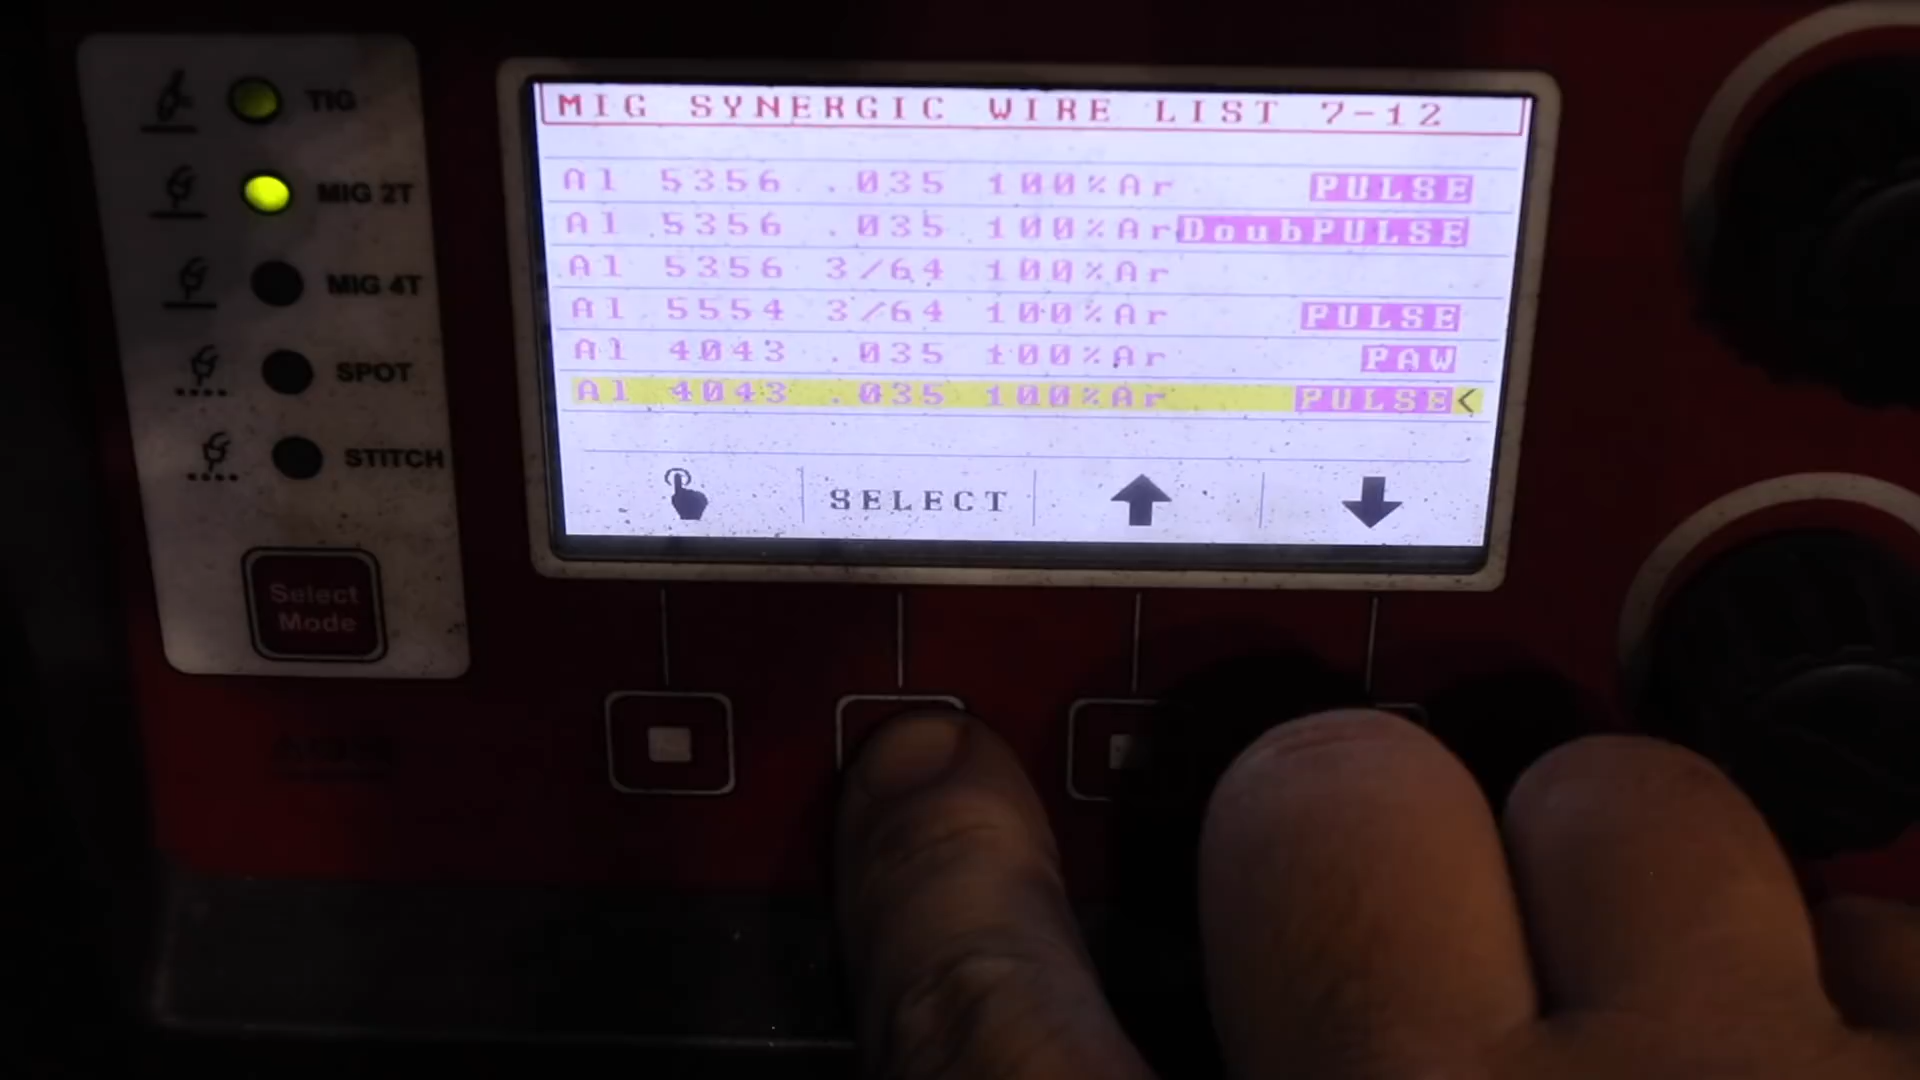 TIG
MIG 2T
MIG 4T
SPOT
STITCH
Select
Mode
MIG SYNERGIC WIRE LIST 7-12
Al 5356 .035 100%Ar PULSE
Al 5356 .035 100%Ar DoubPULSE
Al 5356 3/64 100%Ar
Al 5554 3/64 100%Ar PULSE
Al 4043 .035 100%Ar PAW
Al 4043 .035 100%Ar PULSE<
SELECT